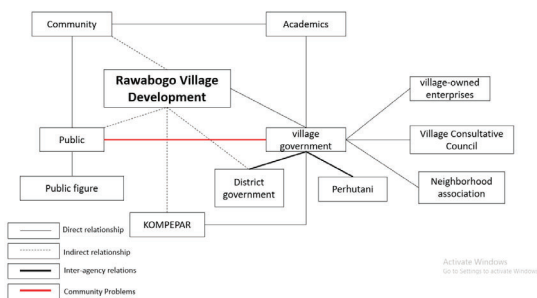 Community
Academics
Rawabogo Village
Development
village-owned
enterprises
Public
village
government
Village Consultative
Council
Public figure
District
government
Perhutani
Neighborhood
association
KOMPEPAR
Direct relationship
Indirect relationship
Inter-agency relations
Community Problems
Activate Windows
Go to Settings to activate Windows